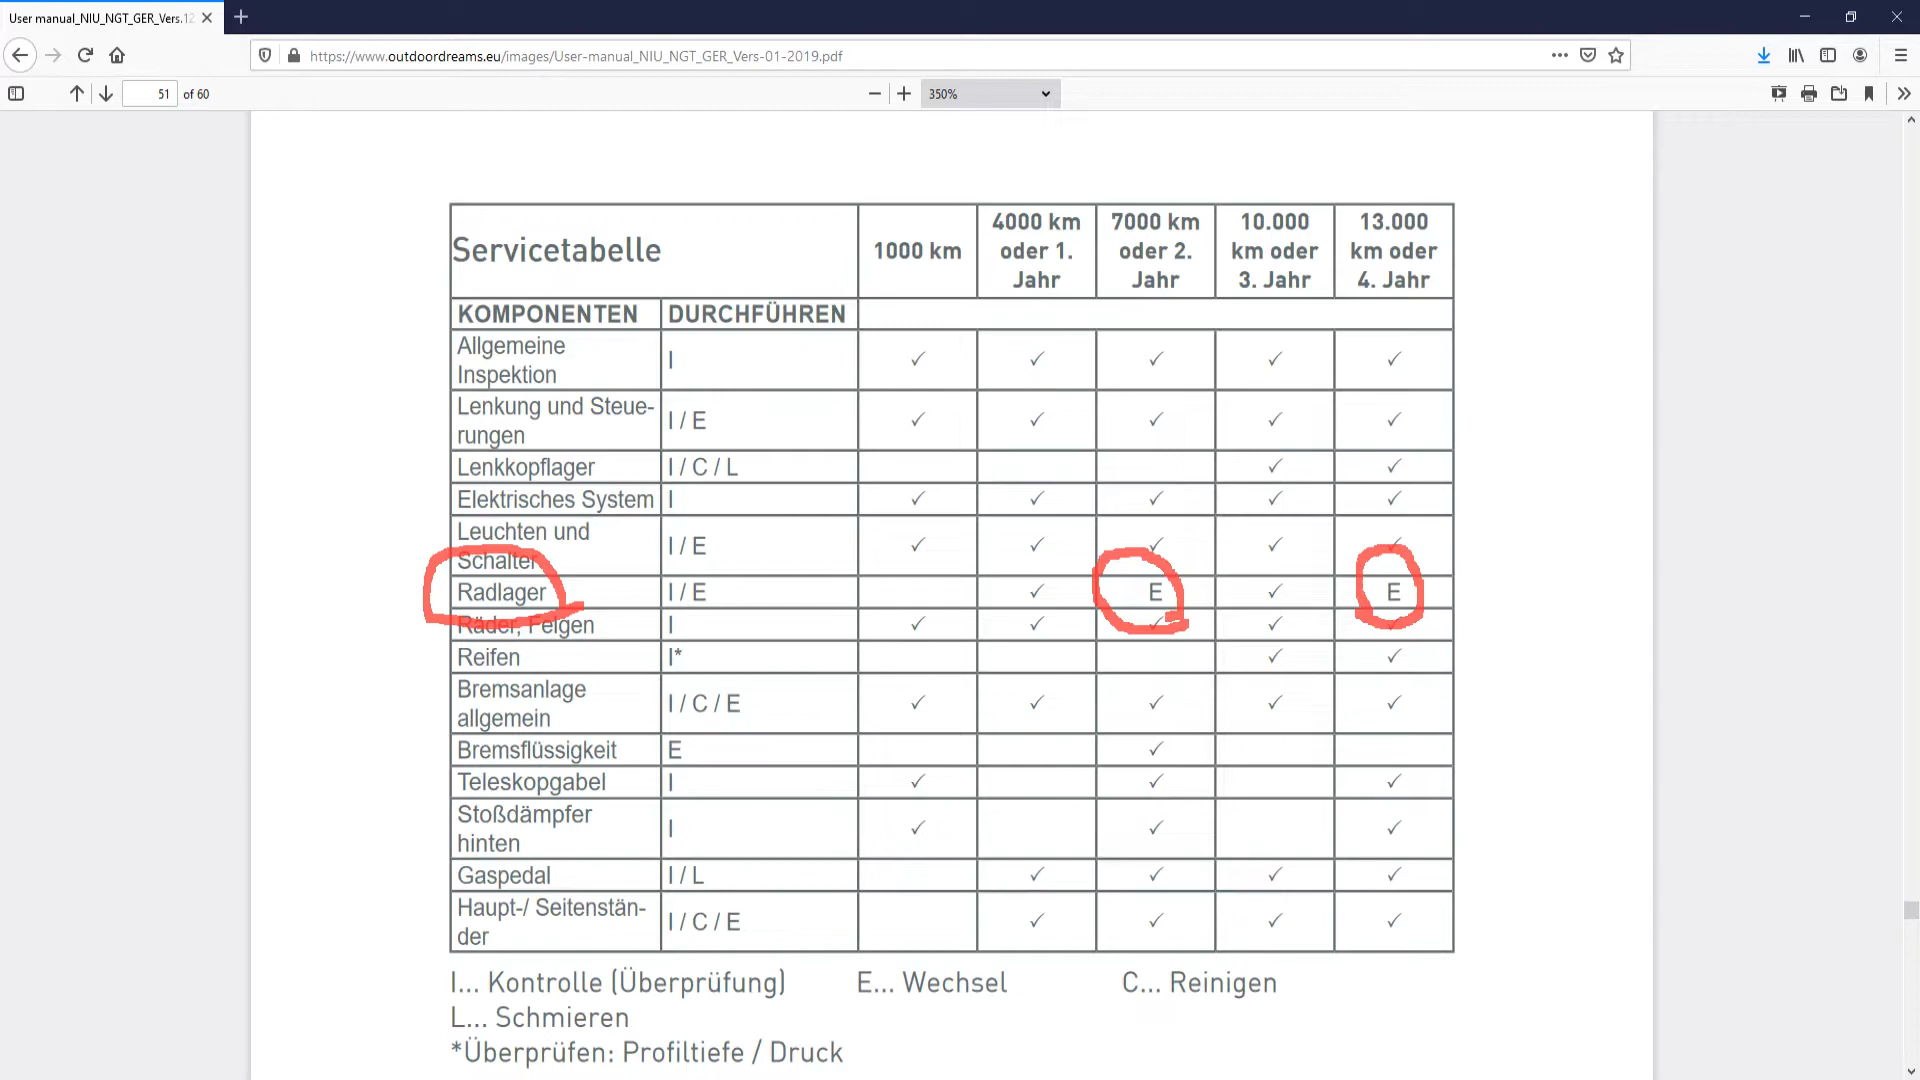 User manual_NIU_NGT_GER_Vers.12
https://www.outdoordreams.eu/images/User-manual_NIU_NGT_GER_Vers-01-2019.pdf
51 of 60
350%
Servicetabelle 1000 km 4000 km oder 1. Jahr 7000 km oder 2. Jahr 10.000 km oder 3. Jahr 13.000 km oder 4. Jahr
KOMPONENTEN DURCHFÜHREN
Allgemeine Inspektion I ✓ ✓ ✓ ✓ ✓
Lenkung und Steue-rungen I / E ✓ ✓ ✓ ✓ ✓
Lenkkopflager I / C / L ✓ ✓
Elektrisches System I ✓ ✓ ✓ ✓ ✓
Leuchten und Schalter I / E ✓ ✓ ✓ ✓ ✓
Radlager I / E ✓ E ✓ E
Räder, Felgen I ✓ ✓ ✓ ✓ ✓
Reifen I* ✓ ✓
Bremsanlage allgemein I / C / E ✓ ✓ ✓ ✓ ✓
Bremsflüssigkeit E ✓
Teleskopgabel I ✓ ✓ ✓
Stoßdämpfer hinten I ✓ ✓ ✓
Gaspedal I / L ✓ ✓ ✓ ✓
Haupt-/ Seitenstän-der I / C / E ✓ ✓ ✓ ✓
I... Kontrolle (Überprüfung) E... Wechsel C... Reinigen
L... Schmieren
*Überprüfen: Profiltiefe / Druck